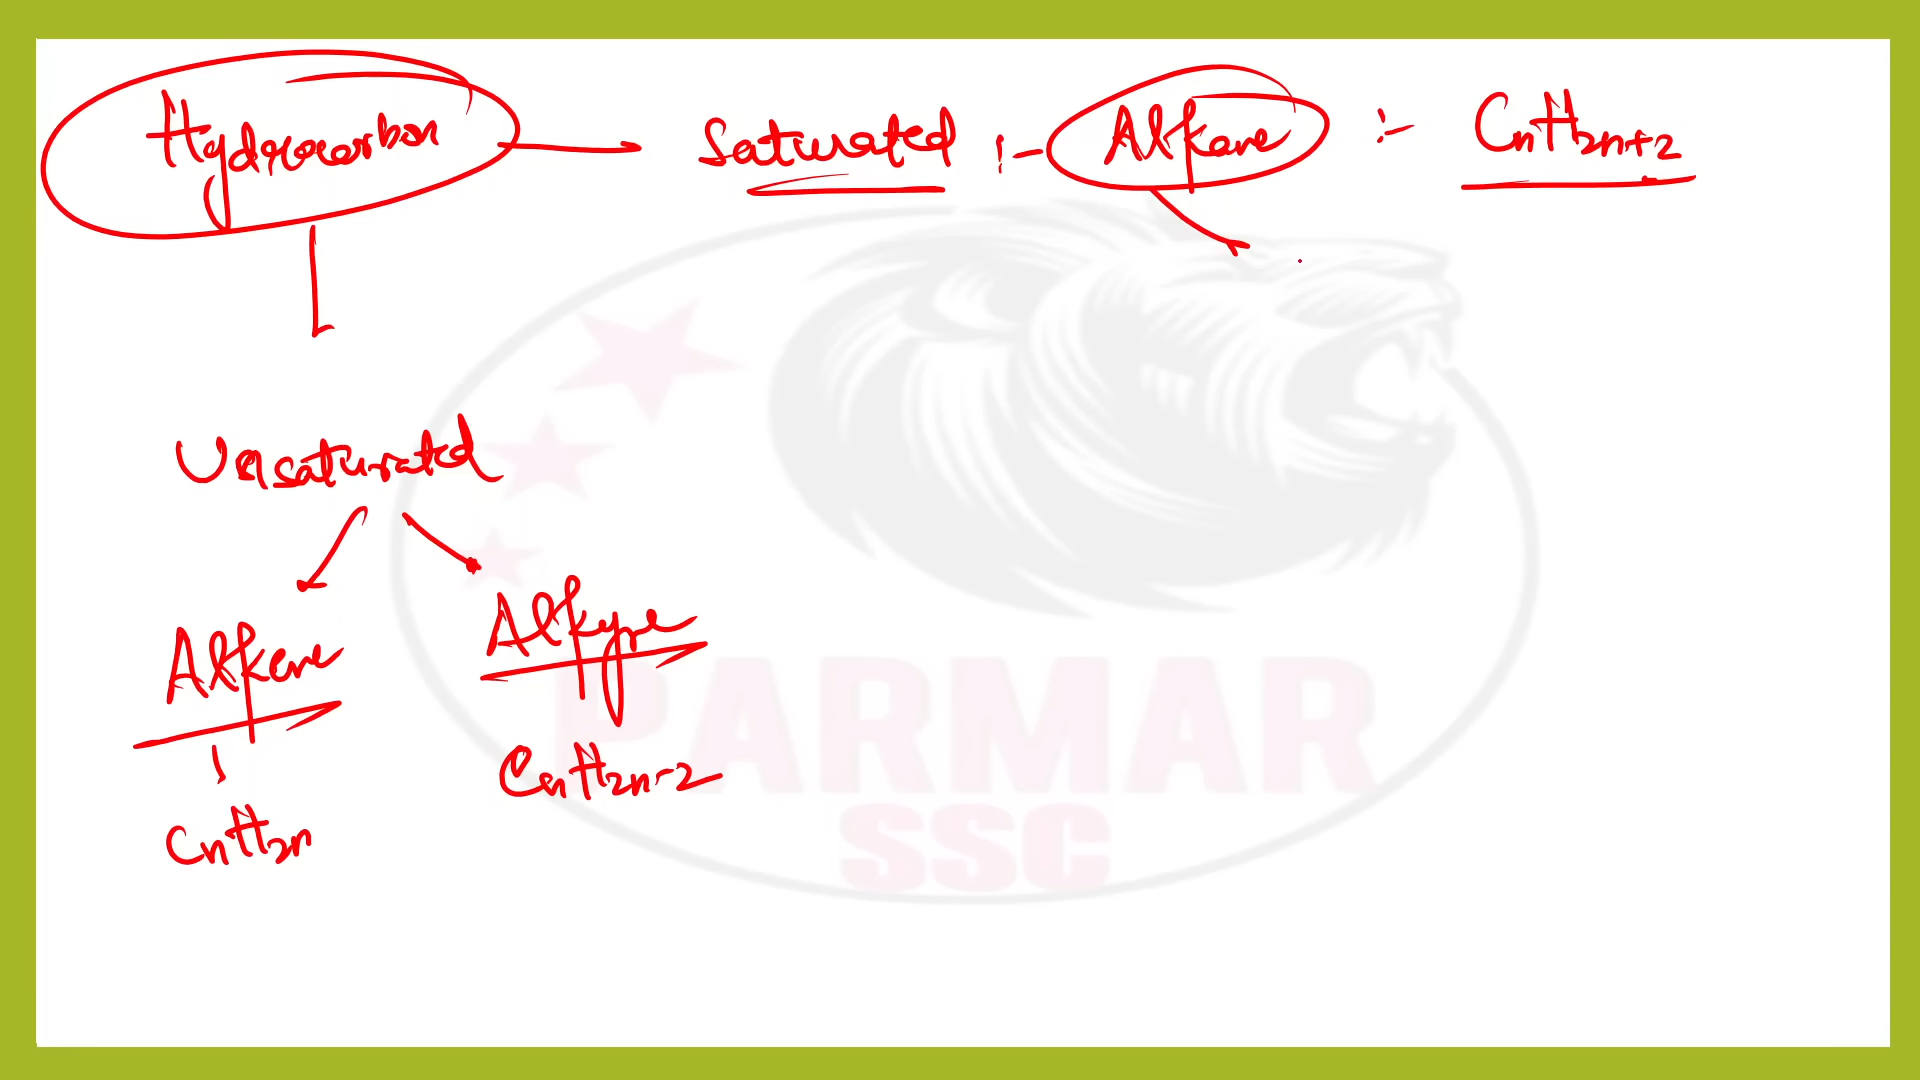 Hydrocarbon — Saturated :- Alkane :- CnH2n+2
Unsaturated
Alkene Alkyne
CnH2n CnH2n-2
PARMAR
SSC